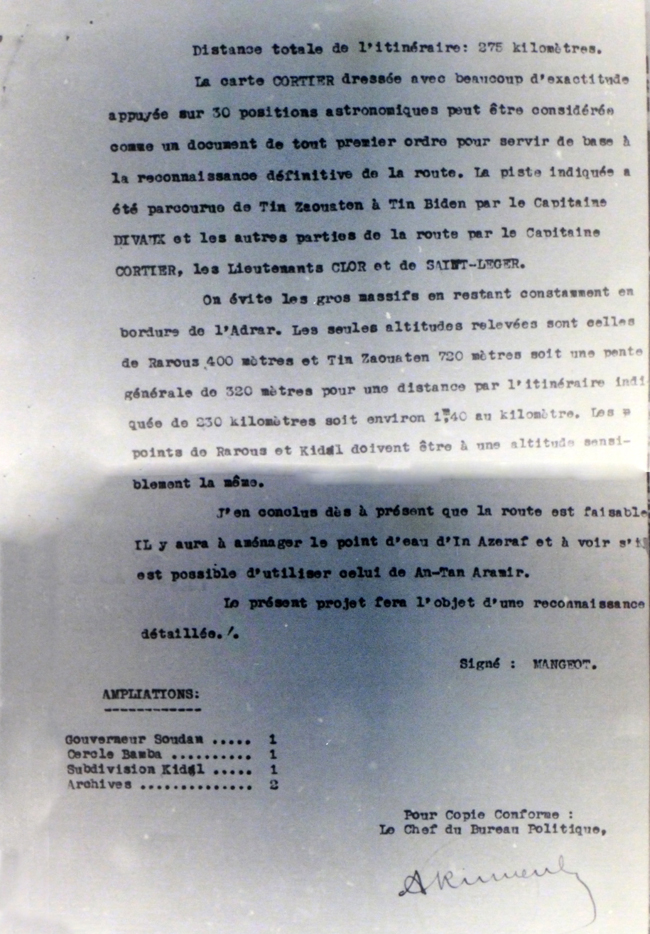 Distance totale de l'itinéraire: 275 kilomètres.
La carte CORTIER dressée avec beaucoup d'exactitude
appuyée sur 30 positions astronomiques peut être considérée
comme un document de tout premier ordre pour servir de base à
la reconnaissance définitive de la route. La piste indiquée a
été parcourue de Tin Zaouaten à Tin Biden par le Capitaine
DIVAUX et les autres parties de la route par le Capitaine
CORTIER, les Lieutenants CLOR et de SAINT-LEGER.
On évite les gros massifs en restant constamment en
bordure de l'Adrar. Les seules altitudes relevées sont celles
de Rarous 400 mètres et Tin Zaouaten 720 mètres soit une pente
générale de 320 mètres pour une distance par l'itinéraire indi
quée de 230 kilomètres soit environ 1m40 au kilomètre. Les
points de Rarous et Kidal doivent être à une altitude sensi-
blement la même.
J'en conclus dès à présent que la route est faisable
IL y aura à aménager le point d'eau d'In Azeraf et à voir s'il
est possible d'utiliser celui de An-Tan Aramir.
Le présent projet fera l'objet d'une reconnaissance
détaillée./.
Signé : MANGEOT.
AMPLIATIONS:
------------
Gouverneur Soudan ..... 1
Cercle Bamba .......... 1
Subdivision Kidal ..... 1
Archives .............. 2
Pour Copie Conforme :
Le Chef du Bureau Politique,